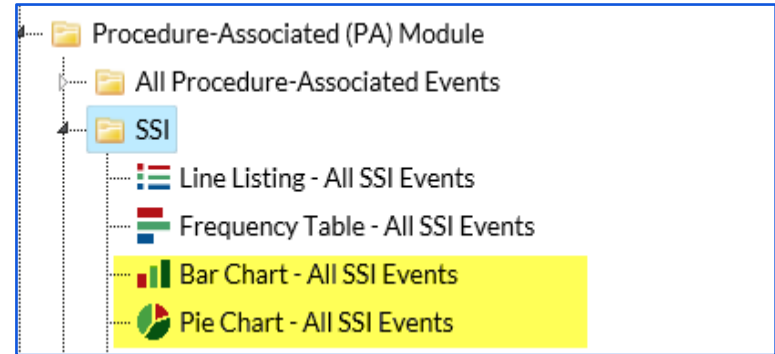 Procedure-Associated (PA) Module
All Procedure-Associated Events
SSI
Line Listing - All SSI Events
Frequency Table - All SSI Events
Bar Chart - All SSI Events
Pie Chart - All SSI Events